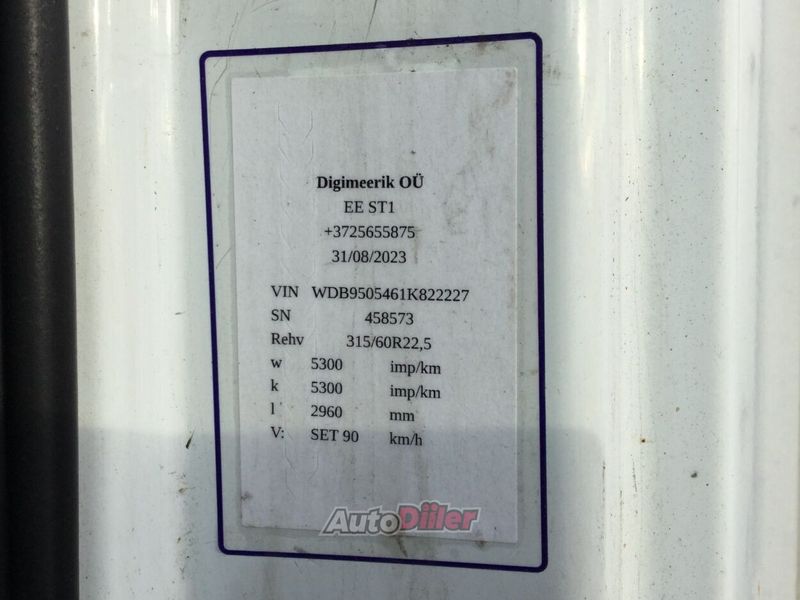 Digimeerik OÜ
EE ST1
+3725655875
31/08/2023
VIN WDB9505461K822227
SN 458573
Rehv 315/60R22,5
w 5300 imp/km
k 5300 imp/km
l 2960 mm
V: SET 90 km/h
AutoDiiler